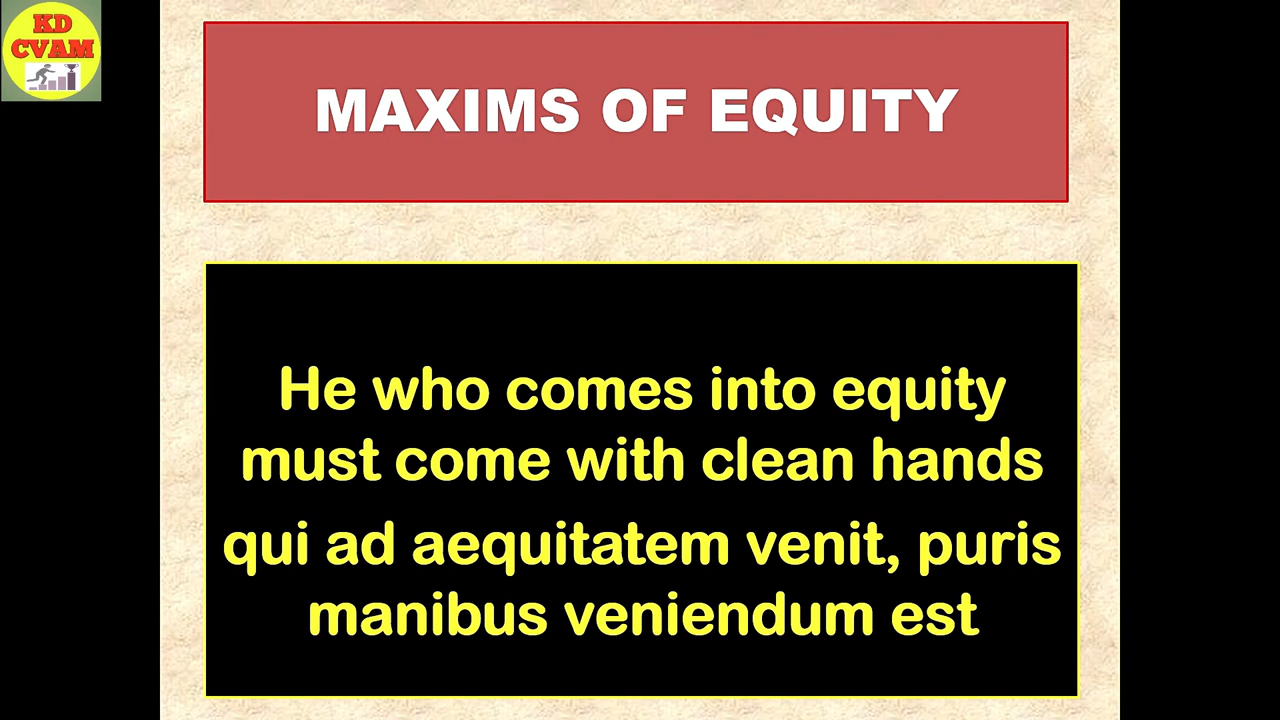 KD
CVAM
MAXIMS OF EQUITY
He who comes into equity
must come with clean hands
qui ad aequitatem venit, puris
manibus veniendum est